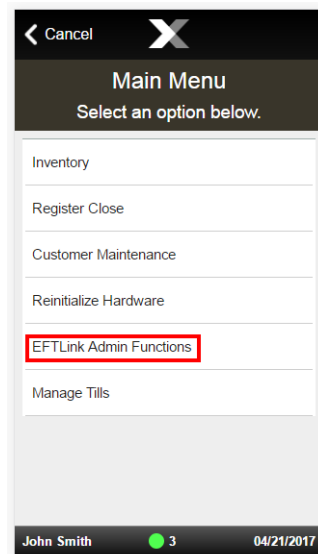 Cancel
Main Menu
Select an option below.
Inventory
Register Close
Customer Maintenance
Reinitialize Hardware
EFTLink Admin Functions
Manage Tills
John Smith 3 04/21/2017